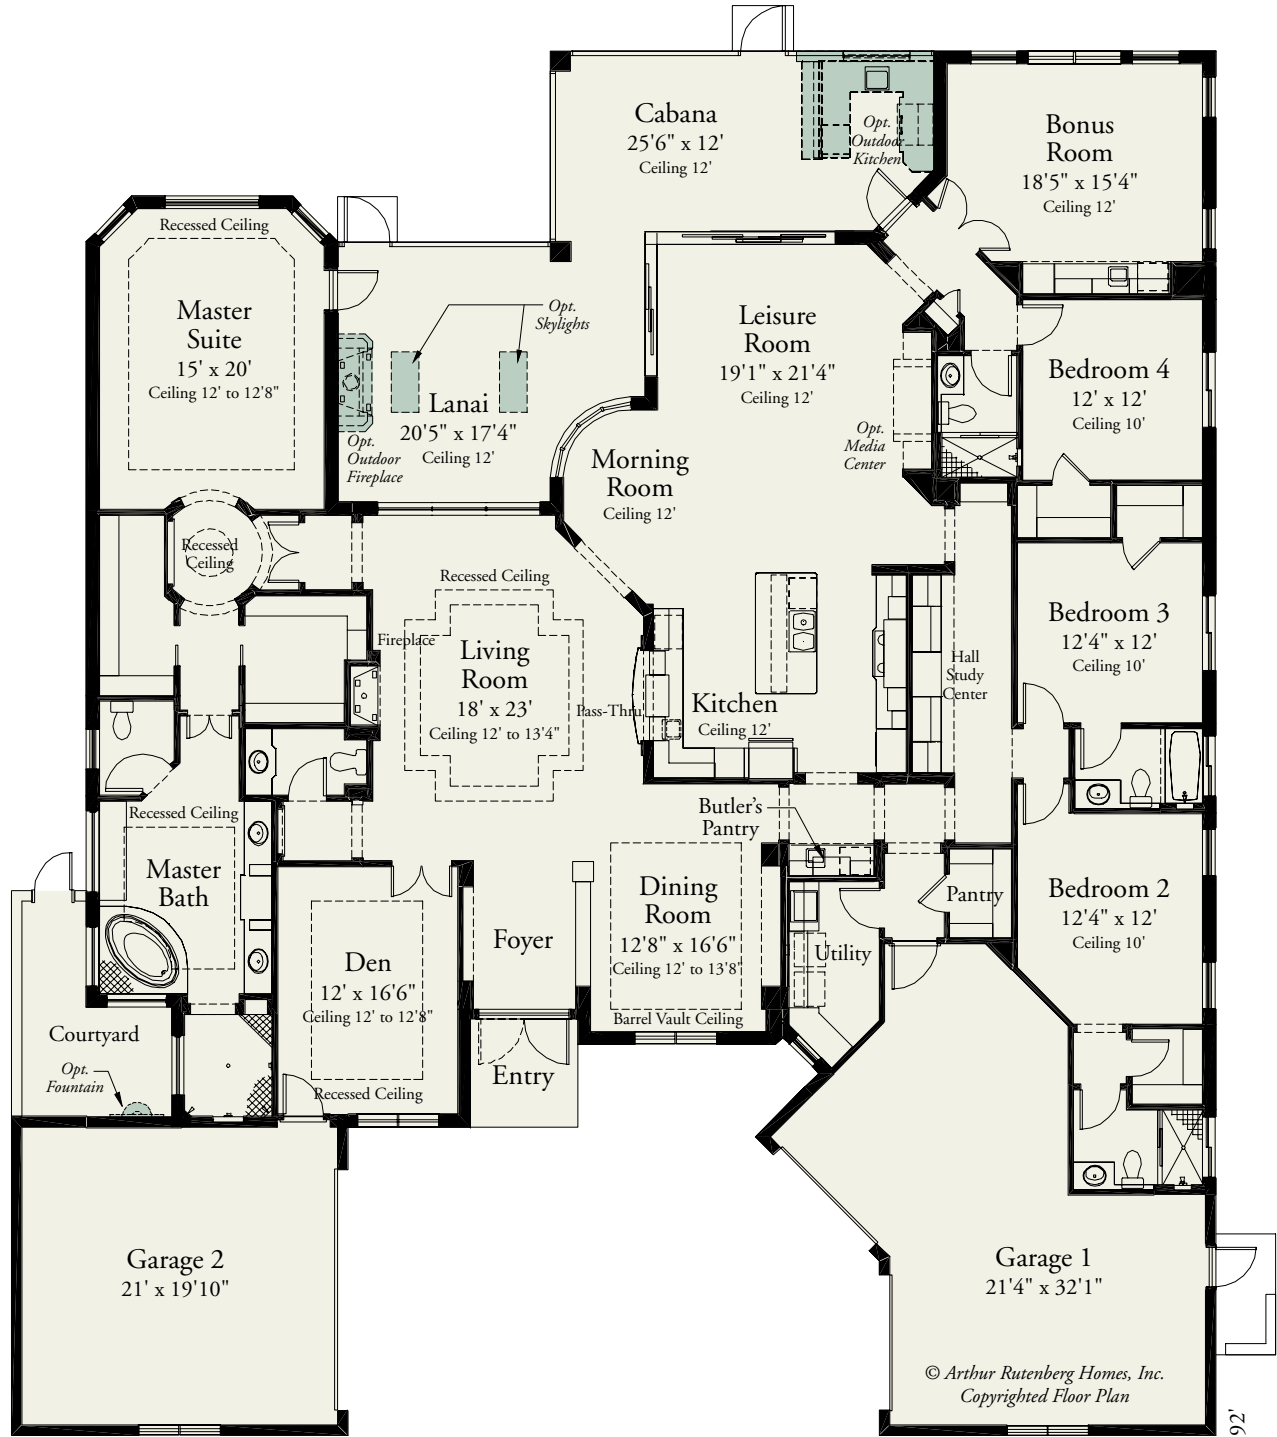 Cabana
25'6" x 12'
Ceiling 12'
Opt.
Outdoor
Kitchen
Bonus
Room
18'5" x 15'4"
Ceiling 12'
Recessed Ceiling
Master
Suite
15' x 20'
Ceiling 12' to 12'8"
Opt.
Skylights
Lanai
20'5" x 17'4"
Ceiling 12'
Opt.
Outdoor
Fireplace
Leisure
Room
19'1" x 21'4"
Ceiling 12'
Opt.
Media
Center
Bedroom 4
12' x 12'
Ceiling 10'
Morning
Room
Ceiling 12'
Recessed
Ceiling
Recessed Ceiling
Fireplace
Living
Room
18' x 23'
Ceiling 12' to 13'4"
Pass-Thru
Kitchen
Ceiling 12'
Hall
Study
Center
Bedroom 3
12'4" x 12'
Ceiling 10'
Recessed Ceiling
Master
Bath
Butler's
Pantry
Dining
Room
12'8" x 16'6"
Ceiling 12' to 13'8"
Barrel Vault Ceiling
Pantry
Utility
Bedroom 2
12'4" x 12'
Ceiling 10'
Foyer
Den
12' x 16'6"
Ceiling 12' to 12'8"
Recessed Ceiling
Entry
Courtyard
Opt.
Fountain
Garage 2
21' x 19'10"
Garage 1
21'4" x 32'1"
© Arthur Rutenberg Homes, Inc.
Copyrighted Floor Plan
92'